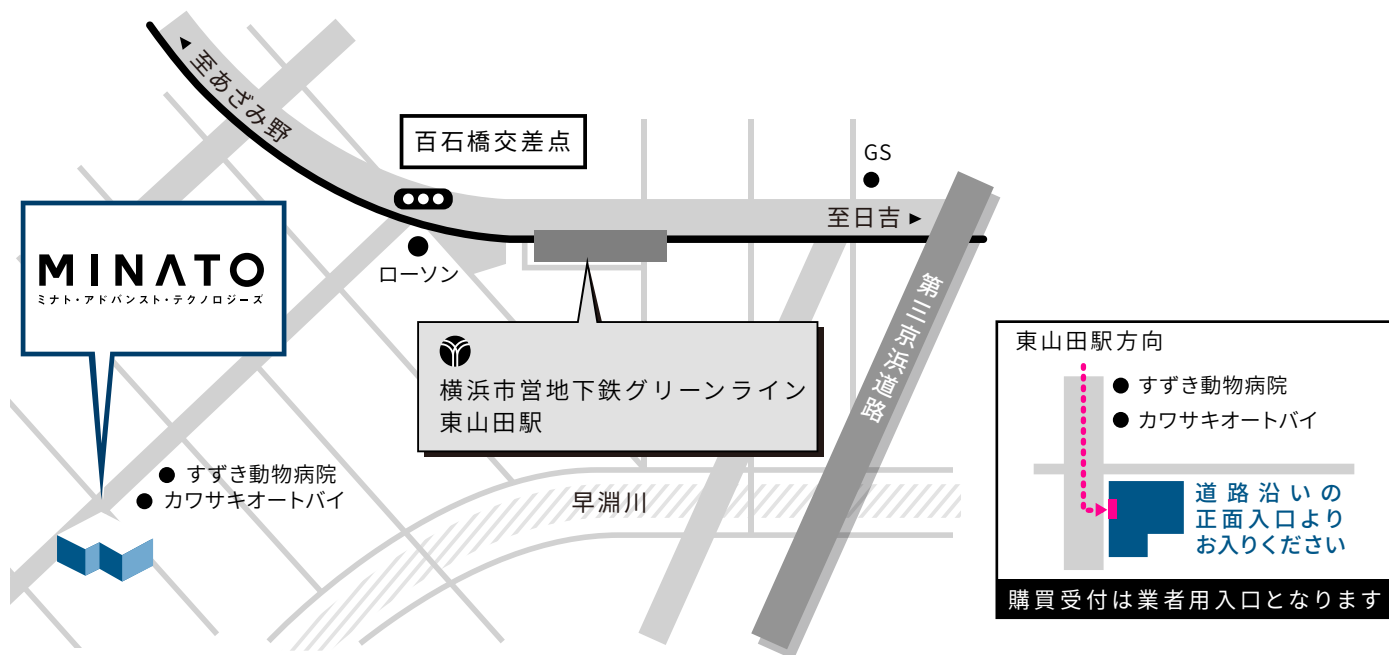 至あざみ野
百石橋交差点
GS
至日吉
MINATO
ミナト・アドバンスト・テクノロジーズ
ローソン
第三京浜道路
横浜市営地下鉄グリーンライン
東山田駅
すずき動物病院
カワサキオートバイ
早淵川
東山田駅方向
すずき動物病院
カワサキオートバイ
道路沿いの
正面入口より
お入りください
購買受付は業者用入口となります